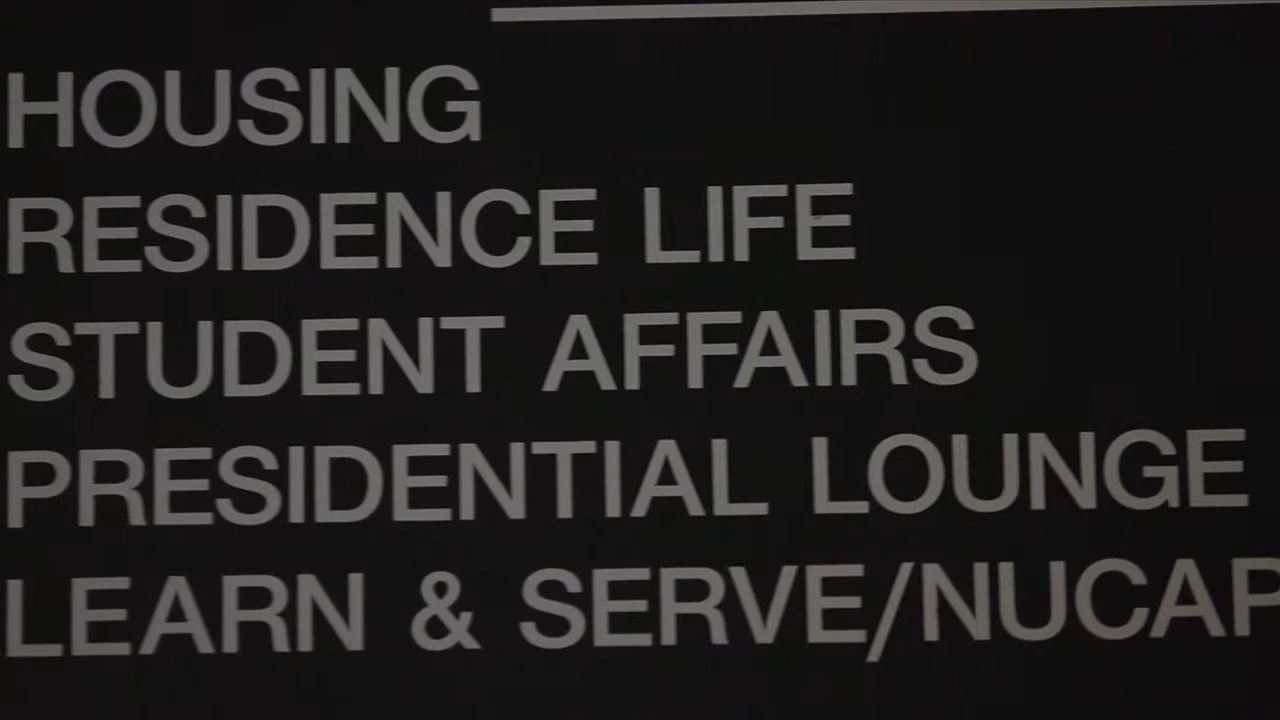 HOUSING
RESIDENCE LIFE
STUDENT AFFAIRS
PRESIDENTIAL LOUNGE
LEARN & SERVE/NUCAP